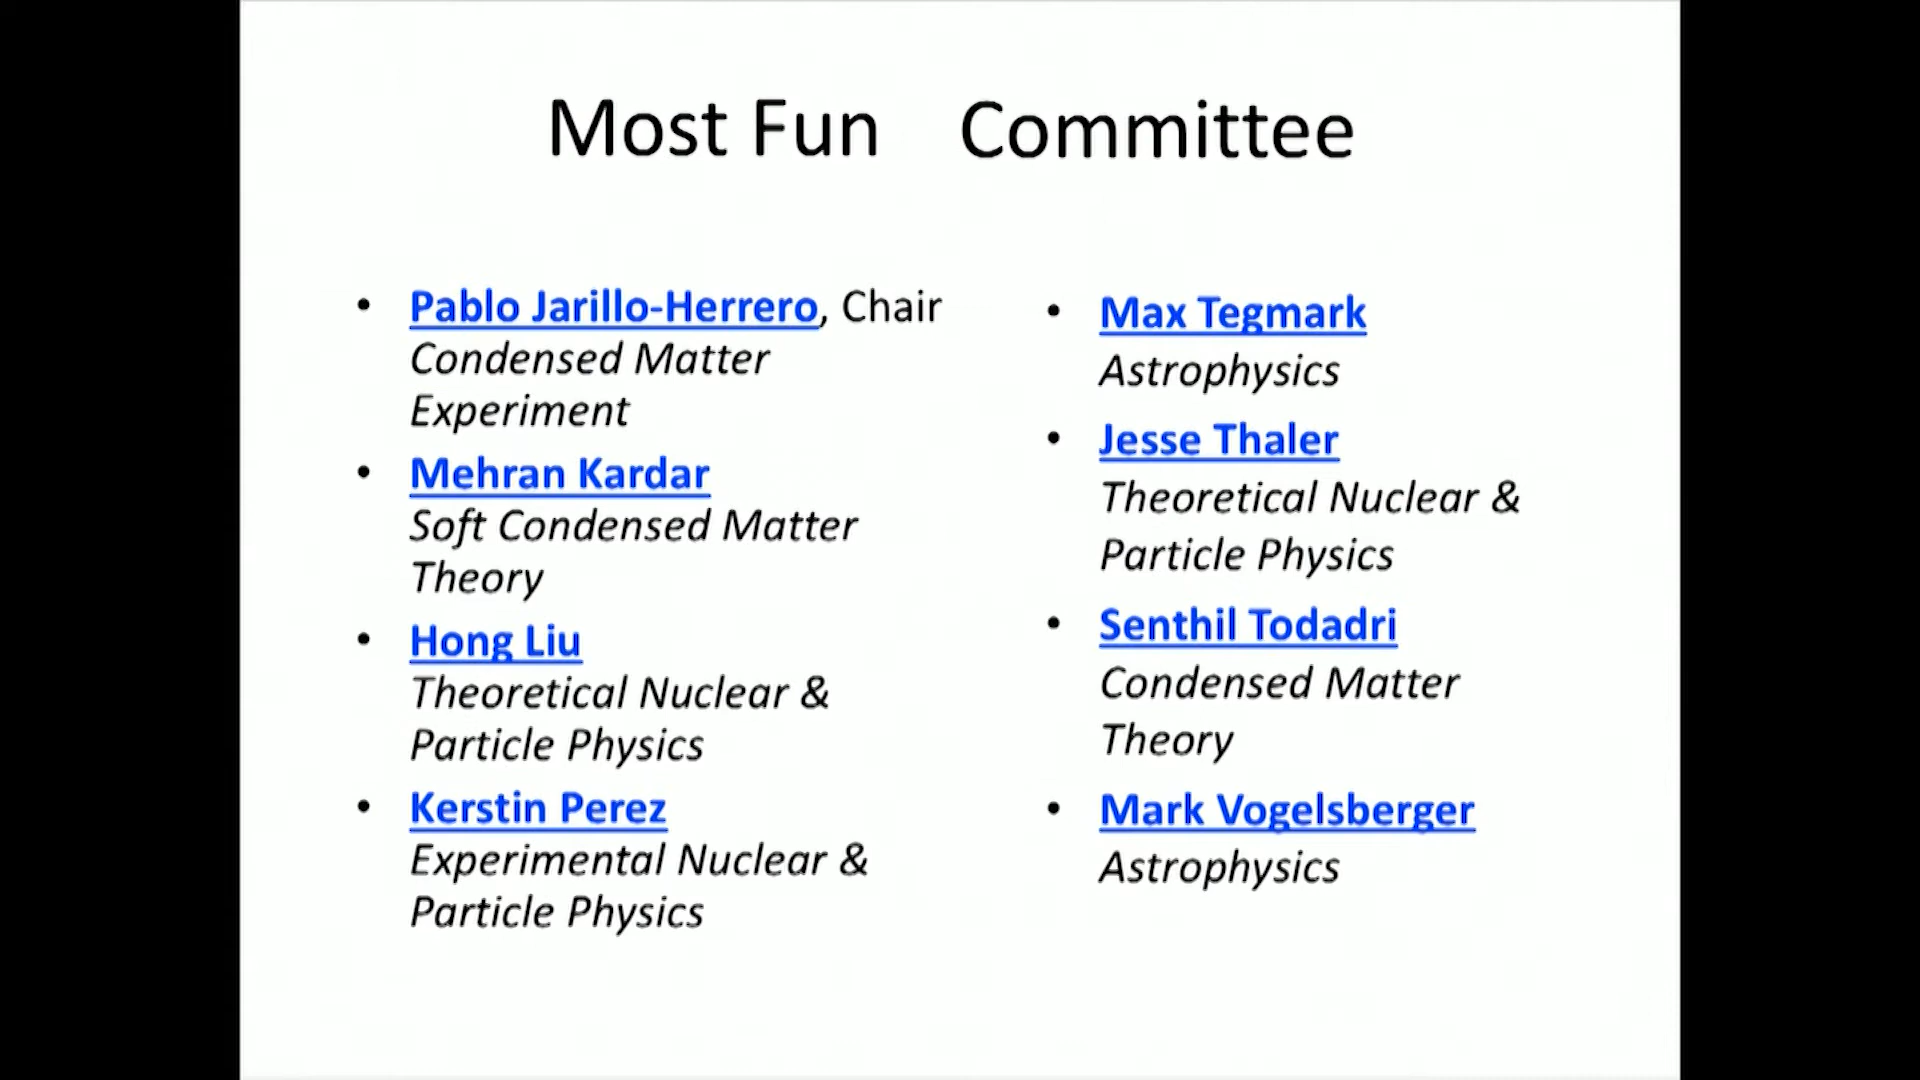 Most Fun Committee
• Pablo Jarillo-Herrero, Chair
Condensed Matter
Experiment
• Mehran Kardar
Soft Condensed Matter
Theory
• Hong Liu
Theoretical Nuclear &
Particle Physics
• Kerstin Perez
Experimental Nuclear &
Particle Physics
• Max Tegmark
Astrophysics
• Jesse Thaler
Theoretical Nuclear &
Particle Physics
• Senthil Todadri
Condensed Matter
Theory
• Mark Vogelsberger
Astrophysics